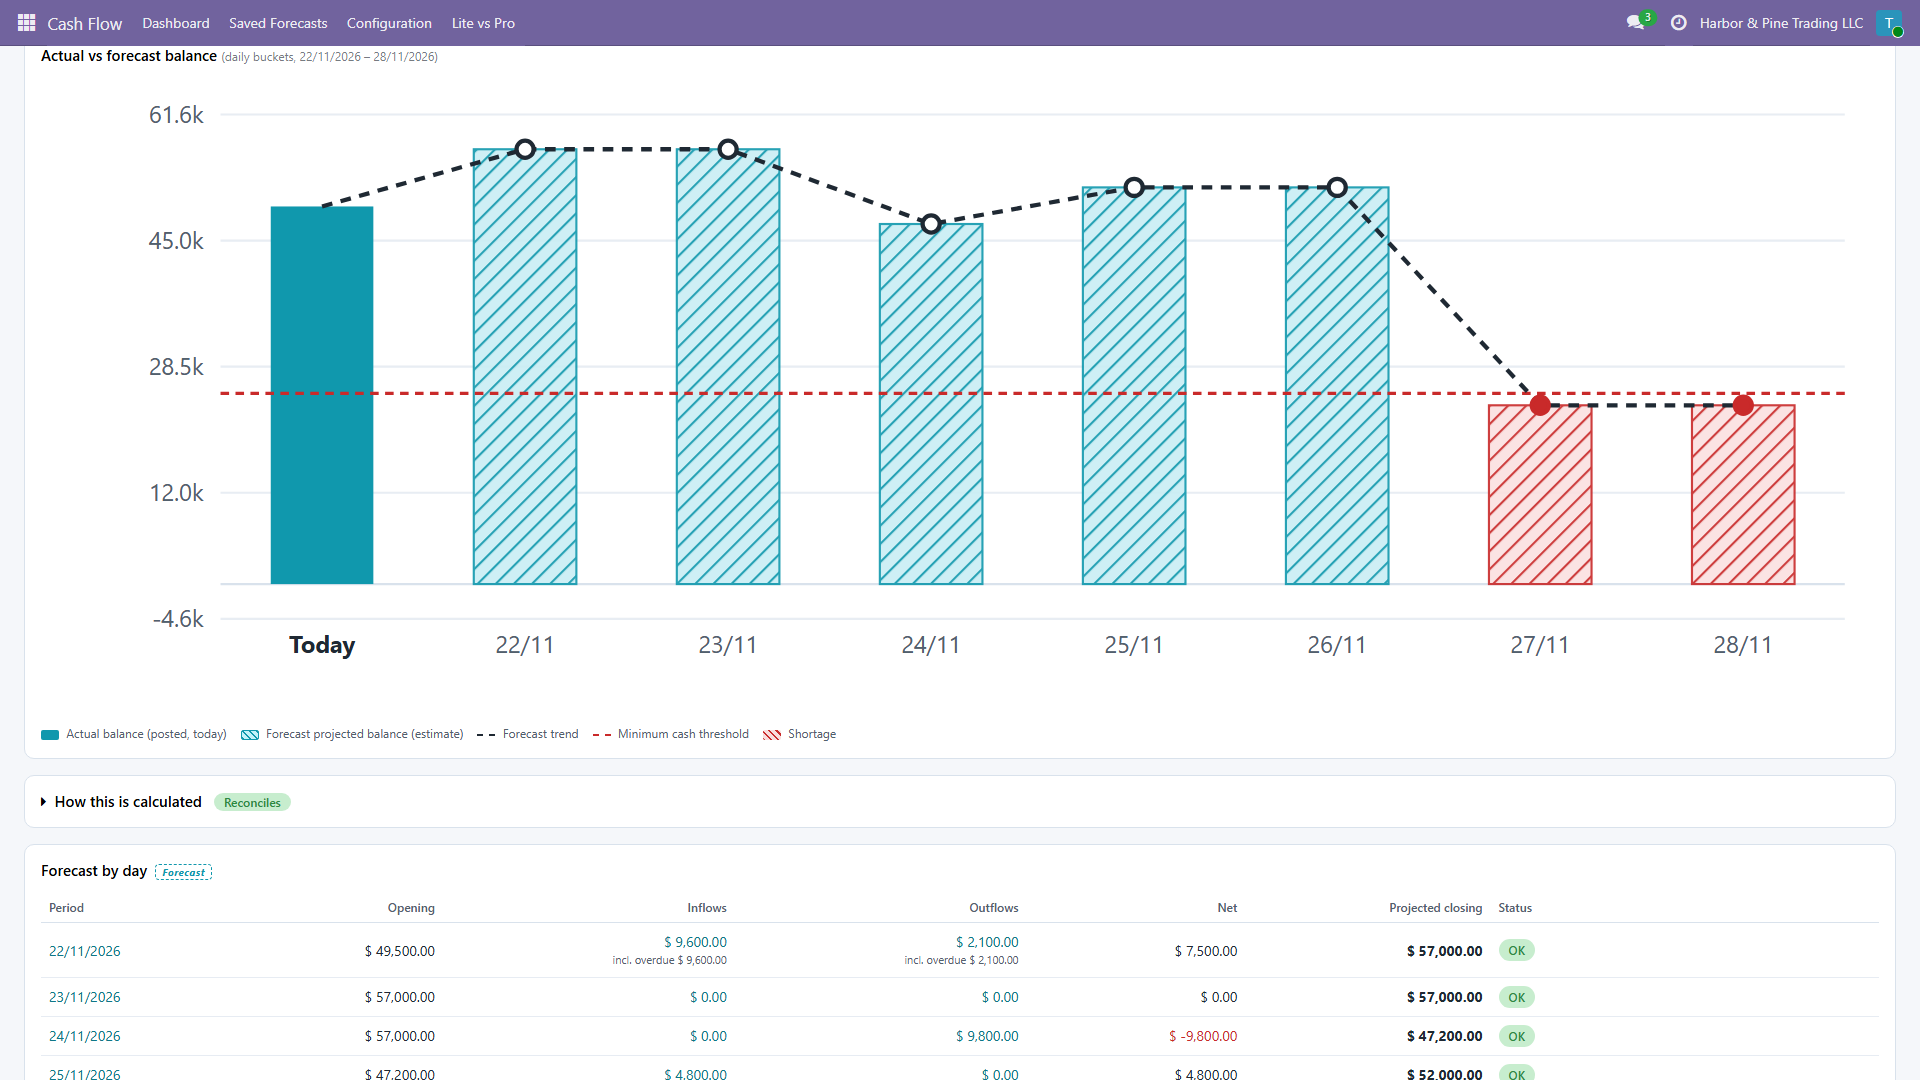 Cash Flow Dashboard Saved Forecasts Configuration Lite vs Pro 3 Harbor & Pine Trading LLC T
Actual vs forecast balance (daily buckets, 22/11/2026 – 28/11/2026)
61.6k
45.0k
28.5k
12.0k
-4.6k
Today 22/11 23/11 24/11 25/11 26/11 27/11 28/11
Actual balance (posted, today) Forecast projected balance (estimate) Forecast trend Minimum cash threshold Shortage
How this is calculated Reconciles
Forecast by day Forecast
Period Opening Inflows Outflows Net Projected closing Status
22/11/2026 $ 49,500.00 $ 9,600.00 $ 2,100.00 $ 7,500.00 $ 57,000.00 OK
incl. overdue $ 9,600.00 incl. overdue $ 2,100.00
23/11/2026 $ 57,000.00 $ 0.00 $ 0.00 $ 0.00 $ 57,000.00 OK
24/11/2026 $ 57,000.00 $ 0.00 $ 9,800.00 $ -9,800.00 $ 47,200.00 OK
25/11/2026 $ 47,200.00 $ 4,800.00 $ 0.00 $ 4,800.00 $ 52,000.00 OK